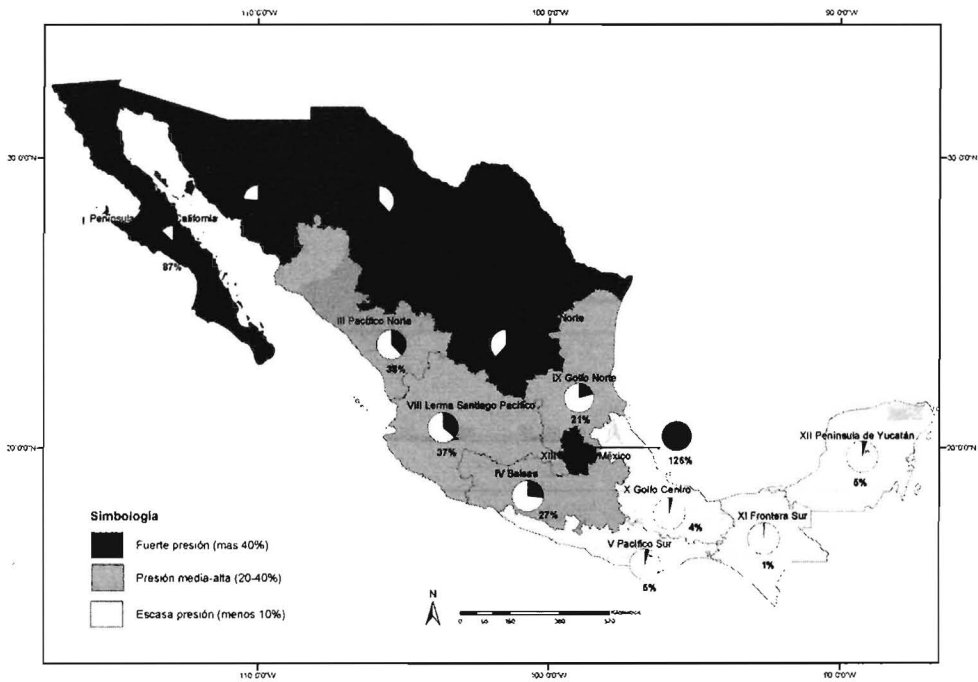 110°0'0"W 100°0'0"W 90°0'0"W
30°0'0"N 30°0'0"N
I Península California
87%
III Pacífico Norte
Norte
IX Golfo Norte
21%
VIII Lerma Santiago Pacífico
37%
XII Península de Yucatán
5%
20°0'0"N 20°0'0"N
126%
XIII México
IV Balsas
27%
X Golfo Centro
4%
XI Frontera Sur
1%
V Pacífico Sur
5%
Simbología
Fuerte presión (mas 40%)
Presión media-alta (20-40%)
Escasa presión (menos 10%)
N
110°0'0"W 100°0'0"W 90°0'0"W